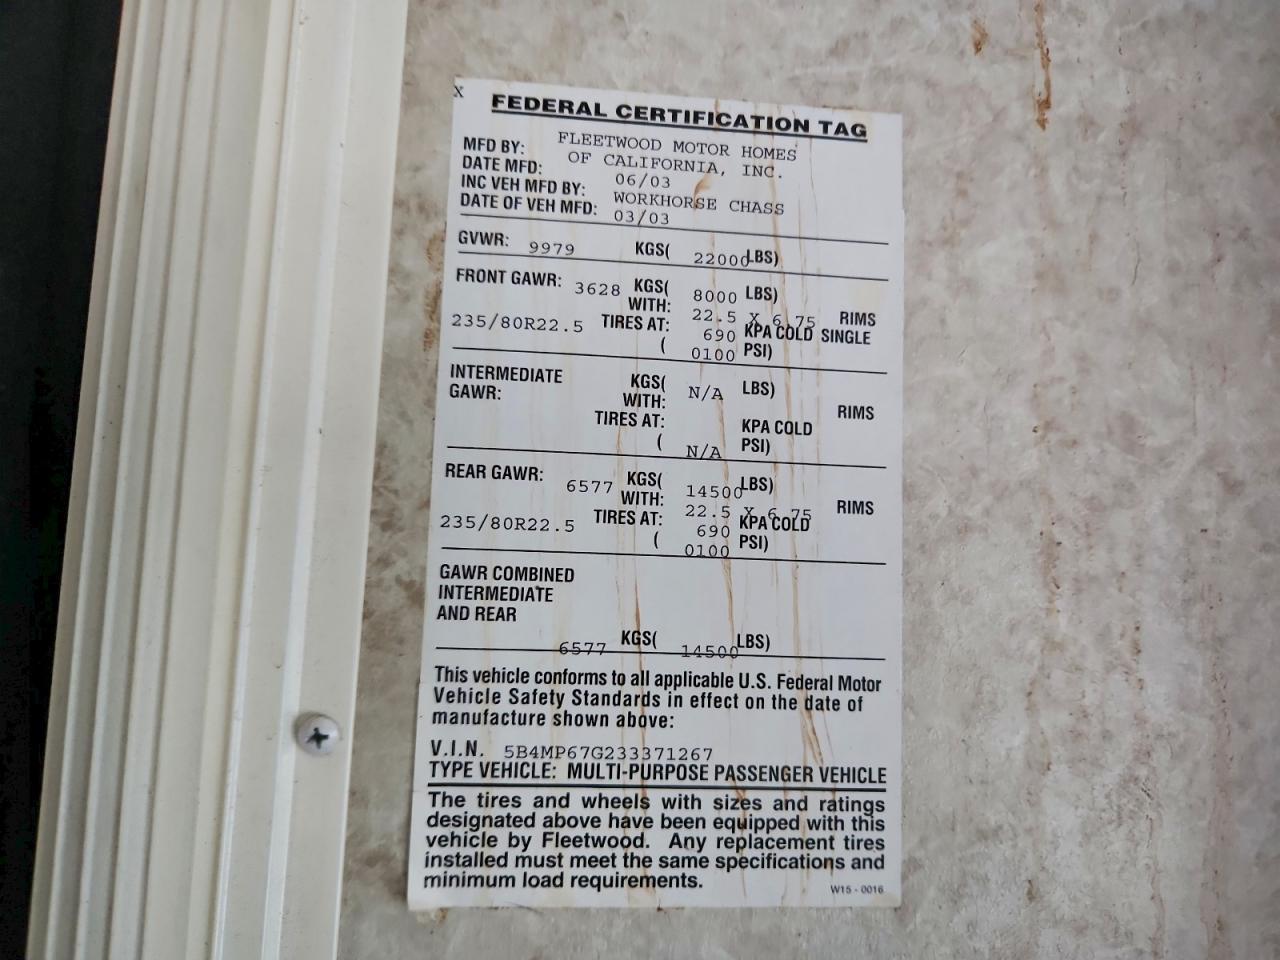 X
FEDERAL CERTIFICATION TAG
MFD BY: FLEETWOOD MOTOR HOMES
OF CALIFORNIA, INC.
DATE MFD: 06/03
INC VEH MFD BY: WORKHORSE CHASS
DATE OF VEH MFD: 03/03
GVWR: 9979 KGS( 22000 LBS)
FRONT GAWR: 3628 KGS( 8000 LBS)
WITH: 22.5 X 6.75 RIMS
235/80R22.5 TIRES AT: 690 KPA COLD SINGLE
( 0100 PSI)
INTERMEDIATE KGS( N/A LBS)
GAWR: WITH: RIMS
TIRES AT: KPA COLD
( N/A PSI)
REAR GAWR: 6577 KGS( 14500 LBS)
WITH: 22.5 X 6.75 RIMS
235/80R22.5 TIRES AT: 690 KPA COLD
( 0100 PSI)
GAWR COMBINED
INTERMEDIATE
AND REAR
6577 KGS( 14500 LBS)
This vehicle conforms to all applicable U.S. Federal Motor
Vehicle Safety Standards in effect on the date of
manufacture shown above:
V.I.N. 5B4MP67G233371267
TYPE VEHICLE: MULTI-PURPOSE PASSENGER VEHICLE
The tires and wheels with sizes and ratings
designated above have been equipped with this
vehicle by Fleetwood. Any replacement tires
installed must meet the same specifications and
minimum load requirements.
W15 - 0016